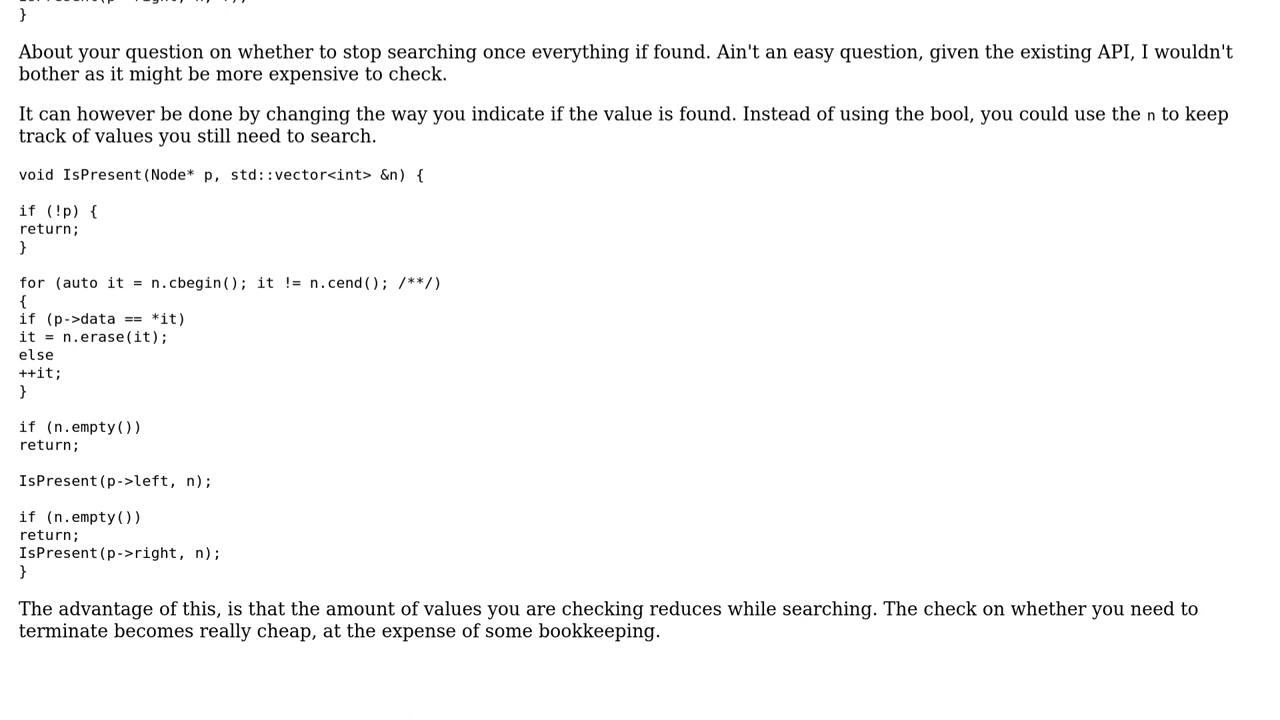 }
About your question on whether to stop searching once everything if found. Ain't an easy question, given the existing API, I wouldn't
bother as it might be more expensive to check.
It can however be done by changing the way you indicate if the value is found. Instead of using the bool, you could use the n to keep
track of values you still need to search.
void IsPresent(Node* p, std::vector<int> &n) {
if (!p) {
return;
}
for (auto it = n.cbegin(); it != n.cend(); /**/)
{
if (p->data == *it)
it = n.erase(it);
else
++it;
}
if (n.empty())
return;
IsPresent(p->left, n);
if (n.empty())
return;
IsPresent(p->right, n);
}
The advantage of this, is that the amount of values you are checking reduces while searching. The check on whether you need to
terminate becomes really cheap, at the expense of some bookkeeping.